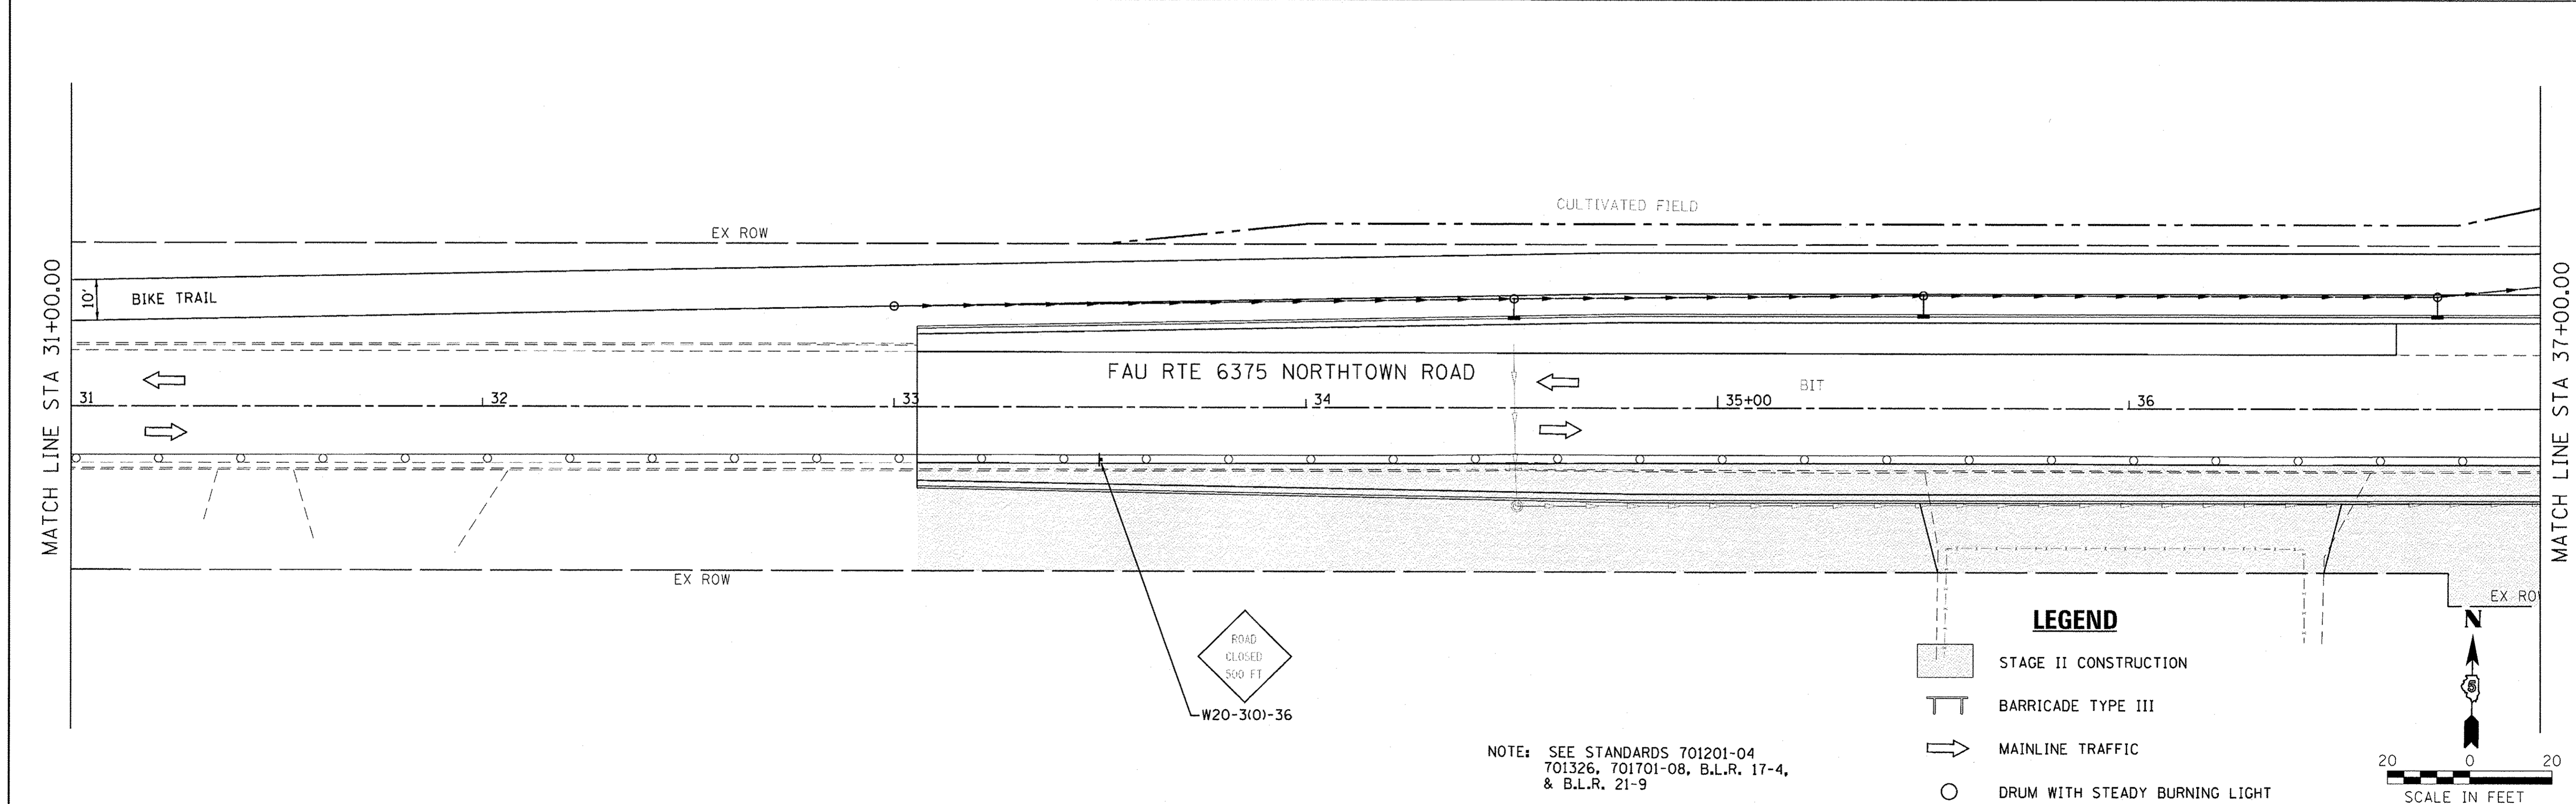 CULTIVATED FIELD
EX ROW
MATCH LINE STA 31+00.00
10'
BIKE TRAIL
MATCH LINE STA 37+00.00
FAU RTE 6375 NORTHTOWN ROAD
BIT
31
32
33
34
35+00
36
EX ROW
EX ROW
ROAD
CLOSED
500 FT
W20-3(O)-36
NOTE: SEE STANDARDS 701201-04
701326, 701701-08, B.L.R. 17-4,
& B.L.R. 21-9
LEGEND
STAGE II CONSTRUCTION
BARRICADE TYPE III
MAINLINE TRAFFIC
DRUM WITH STEADY BURNING LIGHT
N
5
20 0 20
SCALE IN FEET